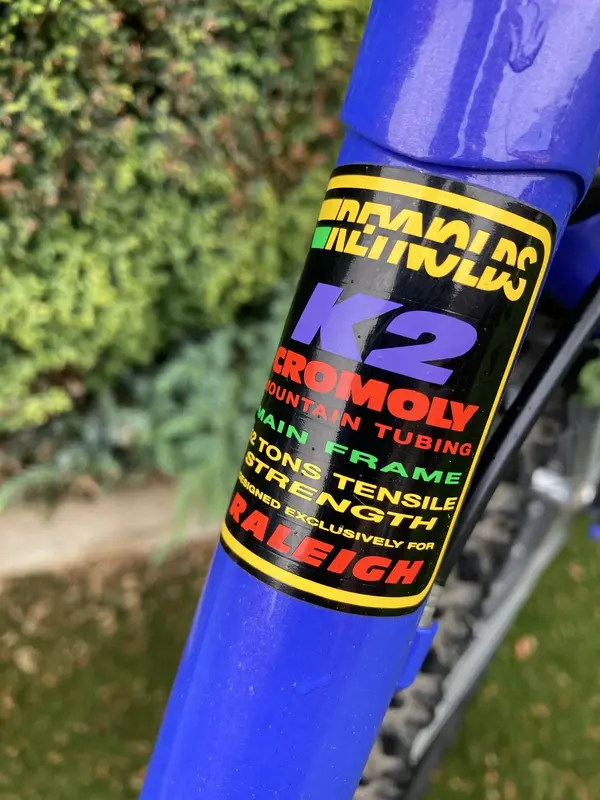 REYNOLDS
K2
CROMOLY
MOUNTAIN TUBING
MAIN FRAME
TONS TENSILE
STRENGTH
DESIGNED EXCLUSIVELY FOR
RALEIGH